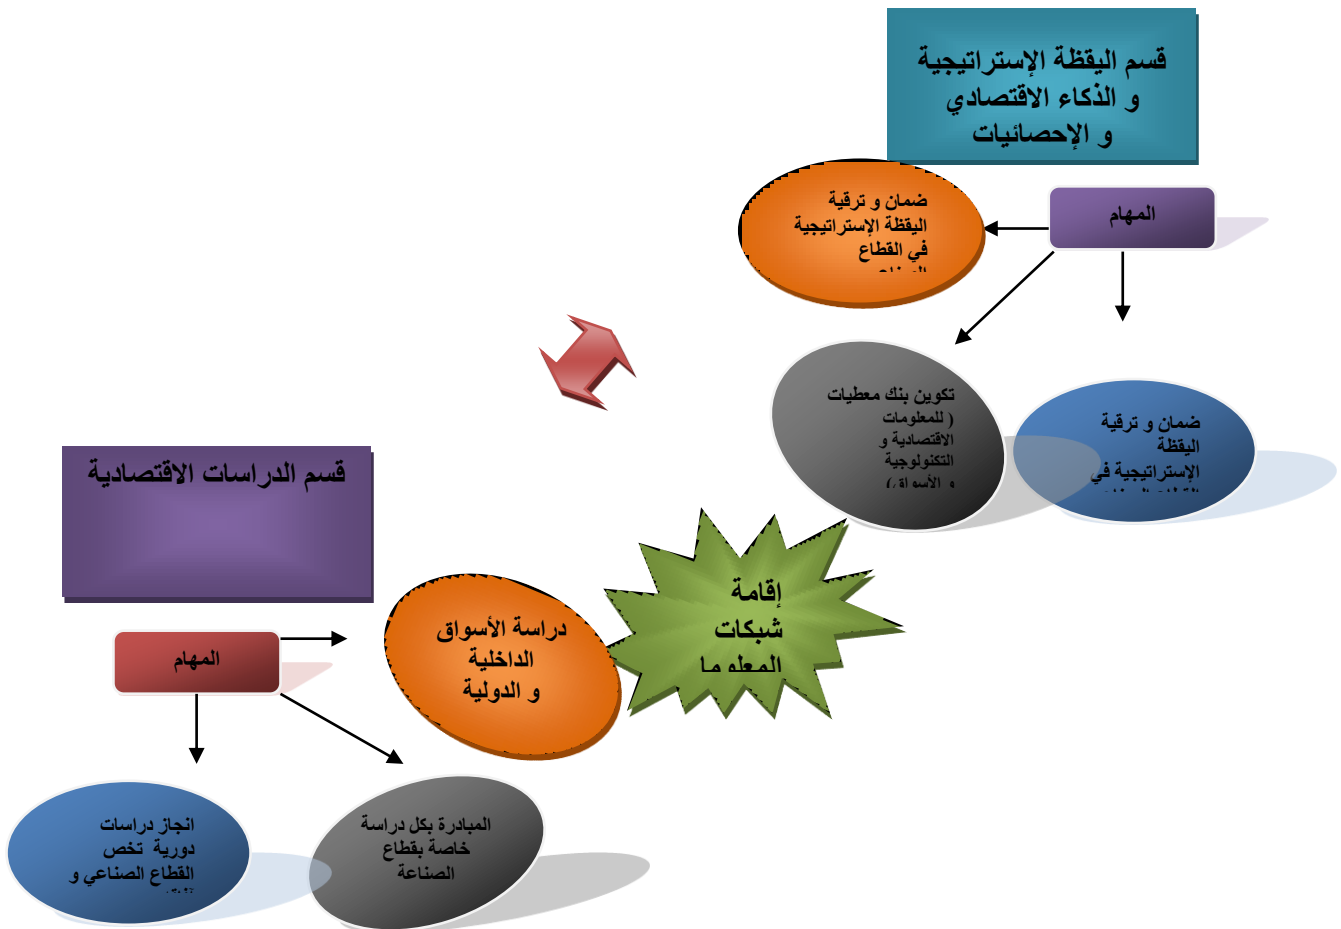 قسم اليقظة الإستراتيجية
و الذكاء الاقتصادي
و الإحصائيات
المهام
ضمان و ترقية
اليقظة الإستراتيجية
في القطاع
تكوين بنك معطيات
( للمعلومات
الاقتصادية و
التكنولوجية
و الأسواق)
ضمان و ترقية
اليقظة
الإستراتيجية في
قسم الدراسات الاقتصادية
المهام
دراسة الأسواق
الداخلية
و الدولية
إقامة
شبكات
المعلوما
المبادرة بكل دراسة
خاصة بقطاع
الصناعة
انجاز دراسات
دورية تخص
القطاع الصناعي و